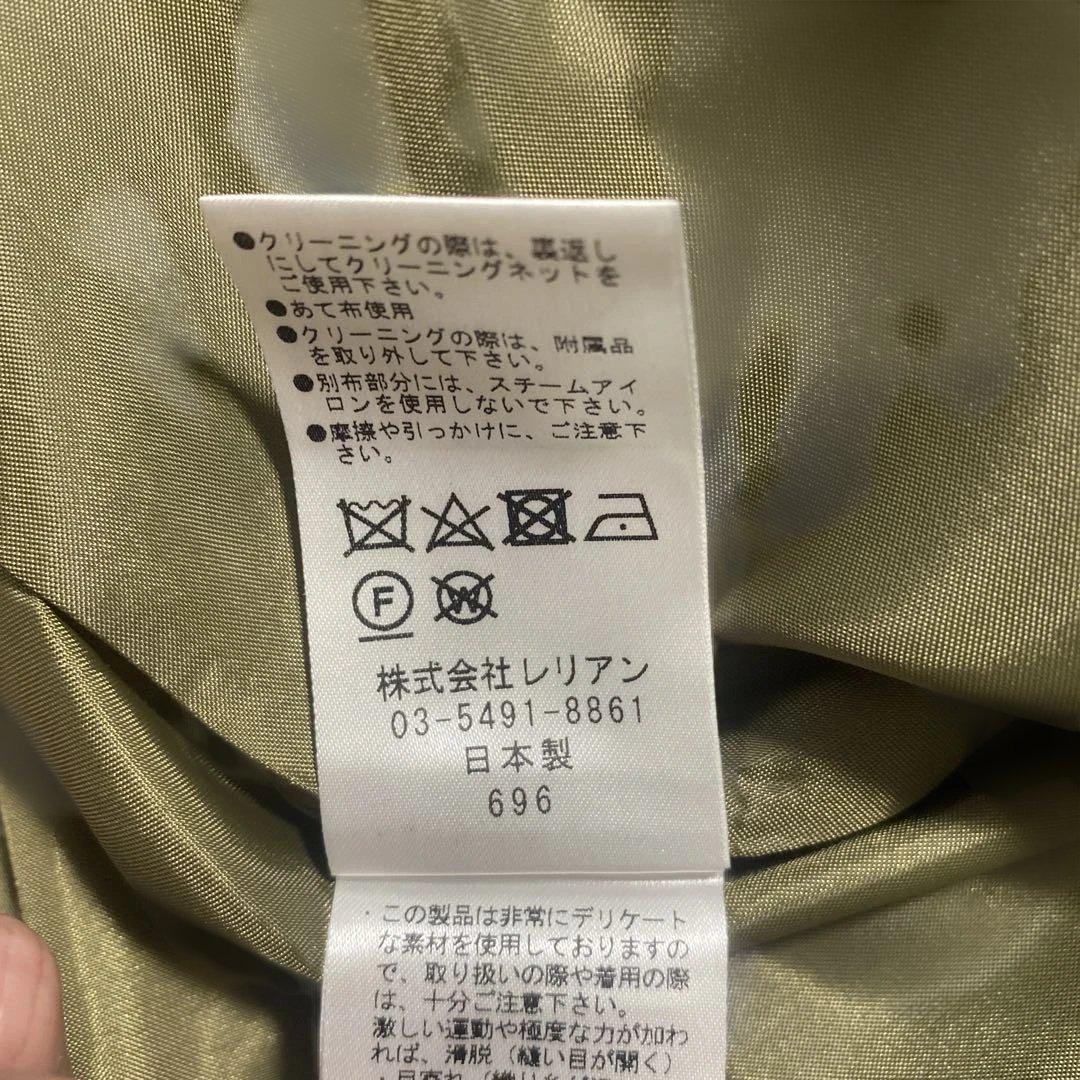 ●クリーニングの際は、裏返し
にしてクリーニングネットを
ご使用下さい。
●あて布使用
●クリーニングの際は、附属品
を取り外して下さい。
●別布部分には、スチームアイ
ロンを使用しないで下さい。
●摩擦や引っかけに、ご注意下
さい。
F W
株式会社レリアン
03-5491-8861
日本製
696
・この製品は非常にデリケート
な素材を使用しておりますの
で、取り扱いの際や着用の際
は、十分ご注意下さい。
激しい運動や極度な力が加わ
れば、滑脱（縫い目が開く）